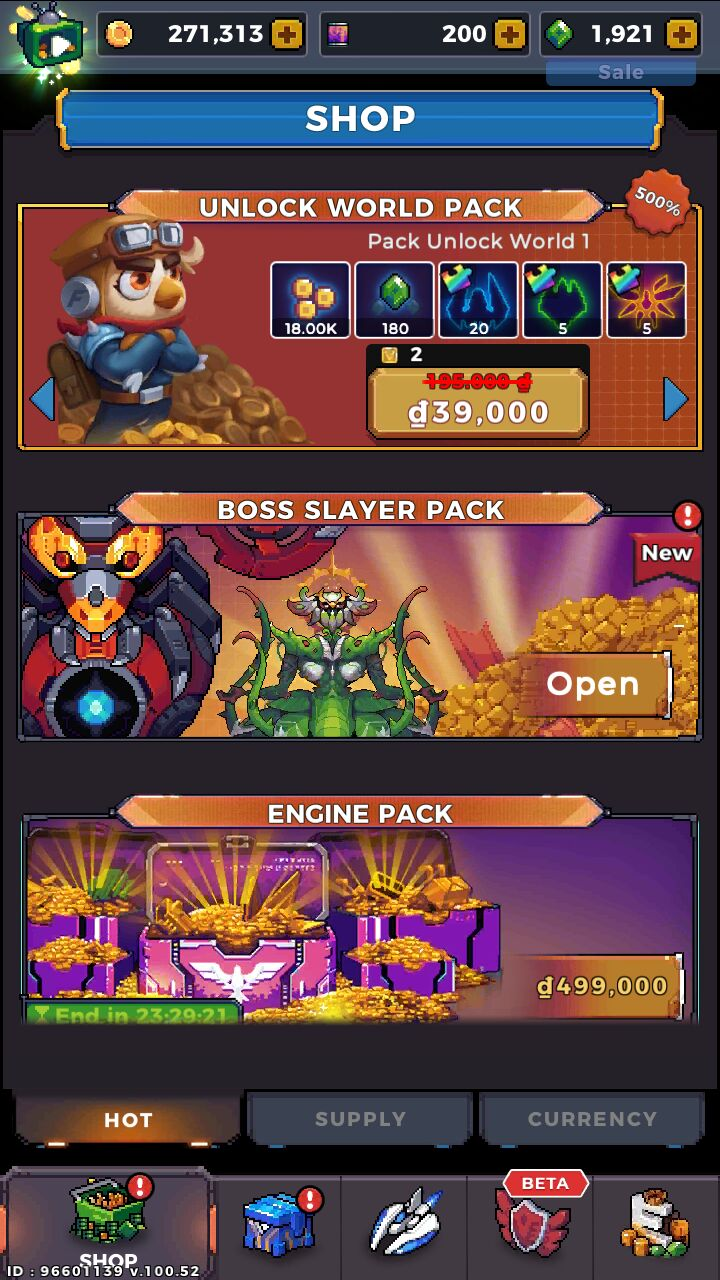 271,313
200
1,921
Sale
SHOP
500%
UNLOCK WORLD PACK
Pack Unlock World 1
18.00K
180
20
5
5
2
195.000 đ
₫39,000
BOSS SLAYER PACK
New
Open
ENGINE PACK
₫499,000
End in 23:29:21
HOT
SUPPLY
CURRENCY
BETA
SHOP
ID : 96601139 v.100.52